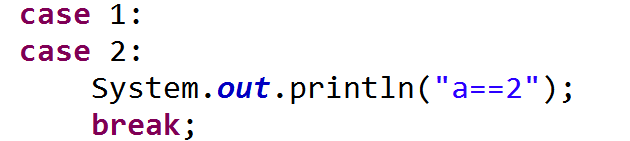 case 1:
case 2:
    System.out.println("a==2");
    break;